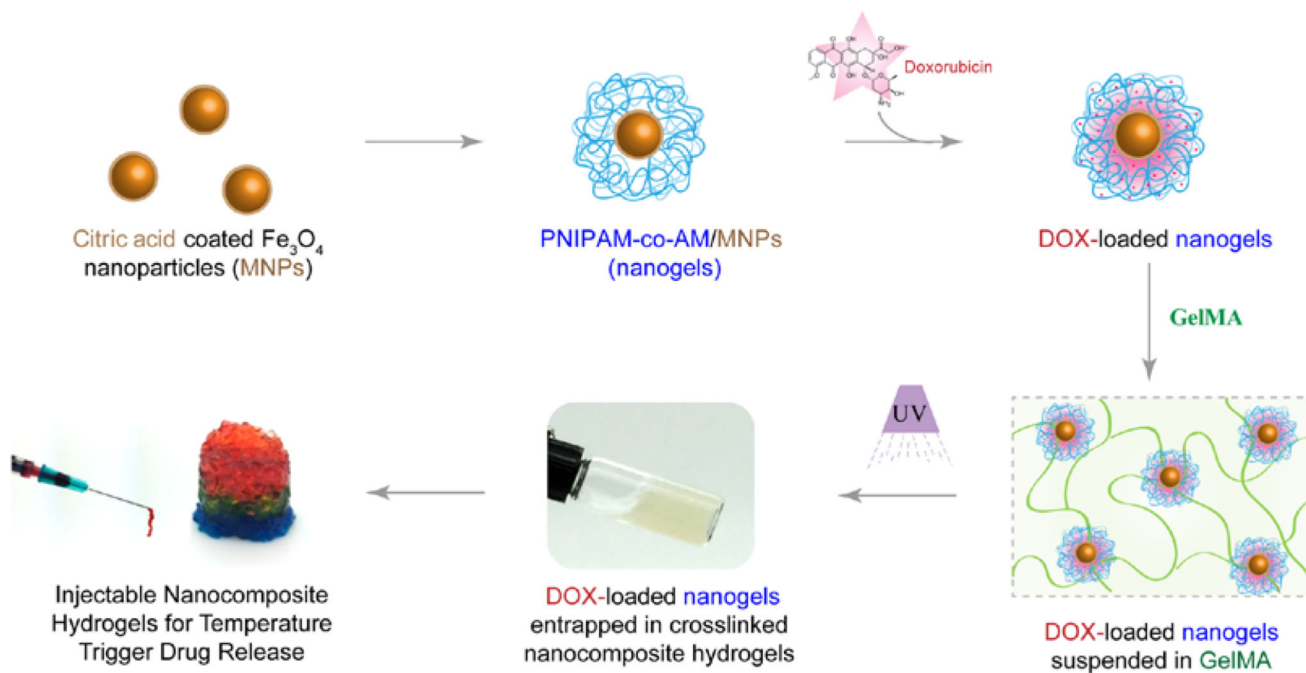 Doxorubicin
Citric acid coated Fe₃O₄
nanoparticles (MNPs)
PNIPAM-co-AM/MNPs
(nanogels)
DOX-loaded nanogels
GelMA
UV
Injectable Nanocomposite
Hydrogels for Temperature
Trigger Drug Release
DOX-loaded nanogels
entrapped in crosslinked
nanocomposite hydrogels
DOX-loaded nanogels
suspended in GelMA